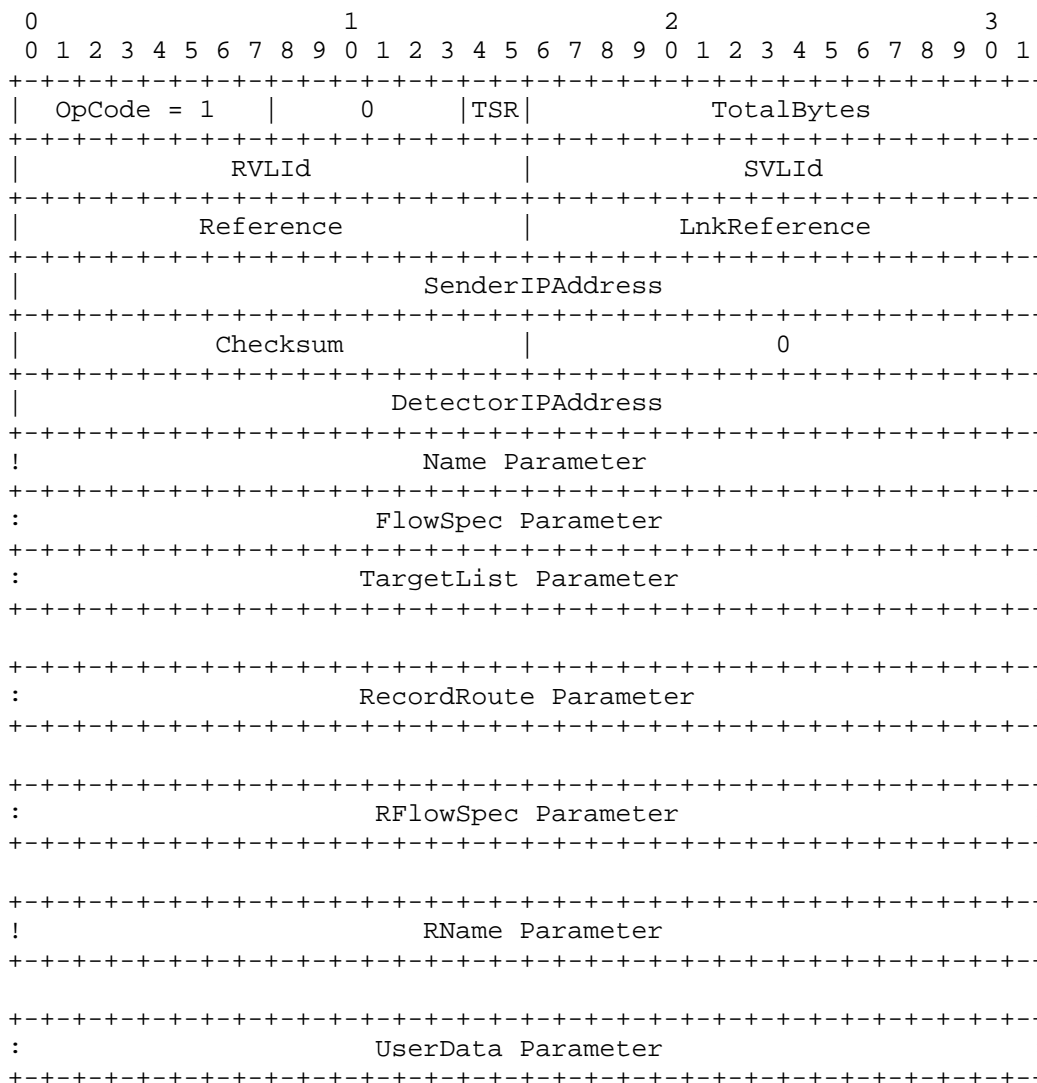 0                   1                   2                   3
 0 1 2 3 4 5 6 7 8 9 0 1 2 3 4 5 6 7 8 9 0 1 2 3 4 5 6 7 8 9 0 1
+-+-+-+-+-+-+-+-+-+-+-+-+-+-+-+-+-+-+-+-+-+-+-+-+-+-+-+-+-+-+-+--
|  OpCode = 1   |     0     |TSR|           TotalBytes
+-+-+-+-+-+-+-+-+-+-+-+-+-+-+-+-+-+-+-+-+-+-+-+-+-+-+-+-+-+-+-+--
|             RVLId             |             SVLId
+-+-+-+-+-+-+-+-+-+-+-+-+-+-+-+-+-+-+-+-+-+-+-+-+-+-+-+-+-+-+-+--
|           Reference           |         LnkReference
+-+-+-+-+-+-+-+-+-+-+-+-+-+-+-+-+-+-+-+-+-+-+-+-+-+-+-+-+-+-+-+--
|                         SenderIPAddress
+-+-+-+-+-+-+-+-+-+-+-+-+-+-+-+-+-+-+-+-+-+-+-+-+-+-+-+-+-+-+-+--
|            Checksum           |               0
+-+-+-+-+-+-+-+-+-+-+-+-+-+-+-+-+-+-+-+-+-+-+-+-+-+-+-+-+-+-+-+--
|                       DetectorIPAddress
+-+-+-+-+-+-+-+-+-+-+-+-+-+-+-+-+-+-+-+-+-+-+-+-+-+-+-+-+-+-+-+--
!                         Name Parameter
+-+-+-+-+-+-+-+-+-+-+-+-+-+-+-+-+-+-+-+-+-+-+-+-+-+-+-+-+-+-+-+--
:                      FlowSpec Parameter
+-+-+-+-+-+-+-+-+-+-+-+-+-+-+-+-+-+-+-+-+-+-+-+-+-+-+-+-+-+-+-+--
:                     TargetList Parameter
+-+-+-+-+-+-+-+-+-+-+-+-+-+-+-+-+-+-+-+-+-+-+-+-+-+-+-+-+-+-+-+--

+-+-+-+-+-+-+-+-+-+-+-+-+-+-+-+-+-+-+-+-+-+-+-+-+-+-+-+-+-+-+-+--
:                     RecordRoute Parameter
+-+-+-+-+-+-+-+-+-+-+-+-+-+-+-+-+-+-+-+-+-+-+-+-+-+-+-+-+-+-+-+--

+-+-+-+-+-+-+-+-+-+-+-+-+-+-+-+-+-+-+-+-+-+-+-+-+-+-+-+-+-+-+-+--
:                      RFlowSpec Parameter
+-+-+-+-+-+-+-+-+-+-+-+-+-+-+-+-+-+-+-+-+-+-+-+-+-+-+-+-+-+-+-+--

+-+-+-+-+-+-+-+-+-+-+-+-+-+-+-+-+-+-+-+-+-+-+-+-+-+-+-+-+-+-+-+--
!                         RName Parameter
+-+-+-+-+-+-+-+-+-+-+-+-+-+-+-+-+-+-+-+-+-+-+-+-+-+-+-+-+-+-+-+--

+-+-+-+-+-+-+-+-+-+-+-+-+-+-+-+-+-+-+-+-+-+-+-+-+-+-+-+-+-+-+-+--
:                      UserData Parameter
+-+-+-+-+-+-+-+-+-+-+-+-+-+-+-+-+-+-+-+-+-+-+-+-+-+-+-+-+-+-+-+--